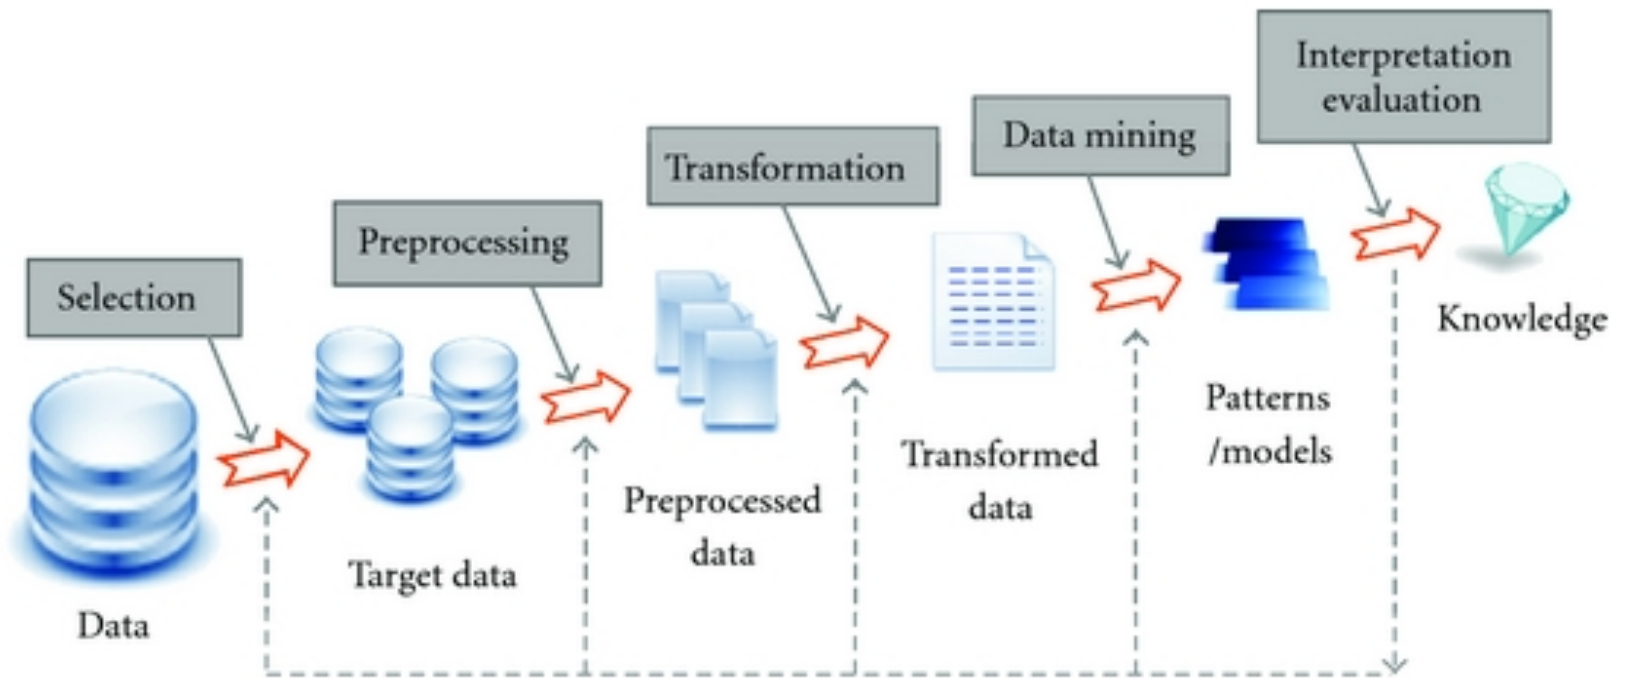 Selection
Preprocessing
Transformation
Data mining
Interpretation
evaluation
Data
Target data
Preprocessed
data
Transformed
data
Patterns
/models
Knowledge